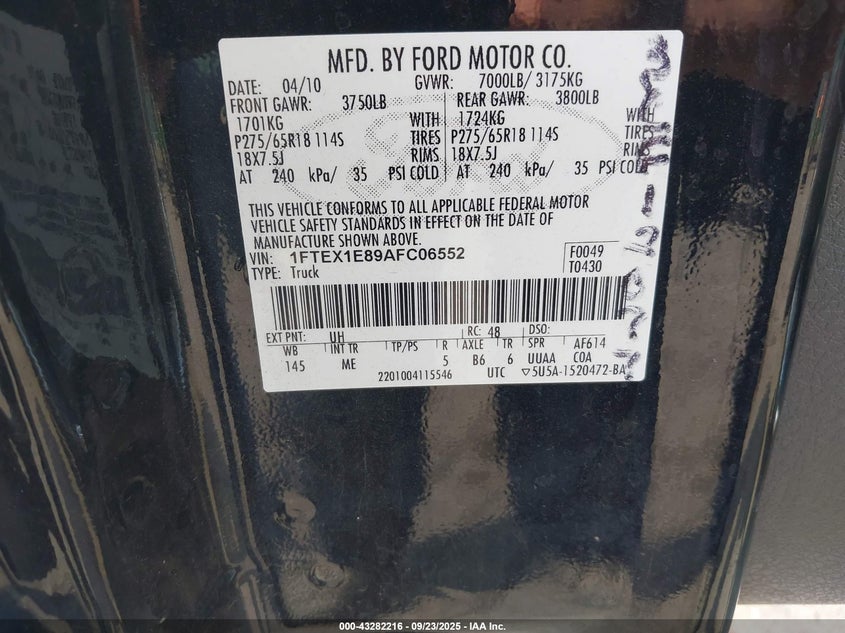 MFD. BY FORD MOTOR CO.
DATE: 04/10 GVWR: 7000LB/ 3175KG
FRONT GAWR: 3750LB REAR GAWR: 3800LB
1701KG WITH 1724KG WITH
P275/65R18 114S TIRES P275/65R18 114S TIRES
18X7.5J RIMS 18X7.5J RIMS
AT 240 kPa/ 35 PSI COLD AT 240 kPa/ 35 PSI COLD
THIS VEHICLE CONFORMS TO ALL APPLICABLE FEDERAL MOTOR
VEHICLE SAFETY STANDARDS IN EFFECT ON THE DATE OF
MANUFACTURE SHOWN ABOVE.
VIN: 1FTEX1E89AFC06552 F0049
TYPE: Truck T0430
EXT PNT: UH RC: 48 DSO:
WB INT TR TP/PS R AXLE TR SPR AF614
145 ME 5 B6 6 UUAA COA
2201004115546 UTC ▽5U5A-1520472-BA
000-43282216 - 09/23/2025 - IAA Inc.